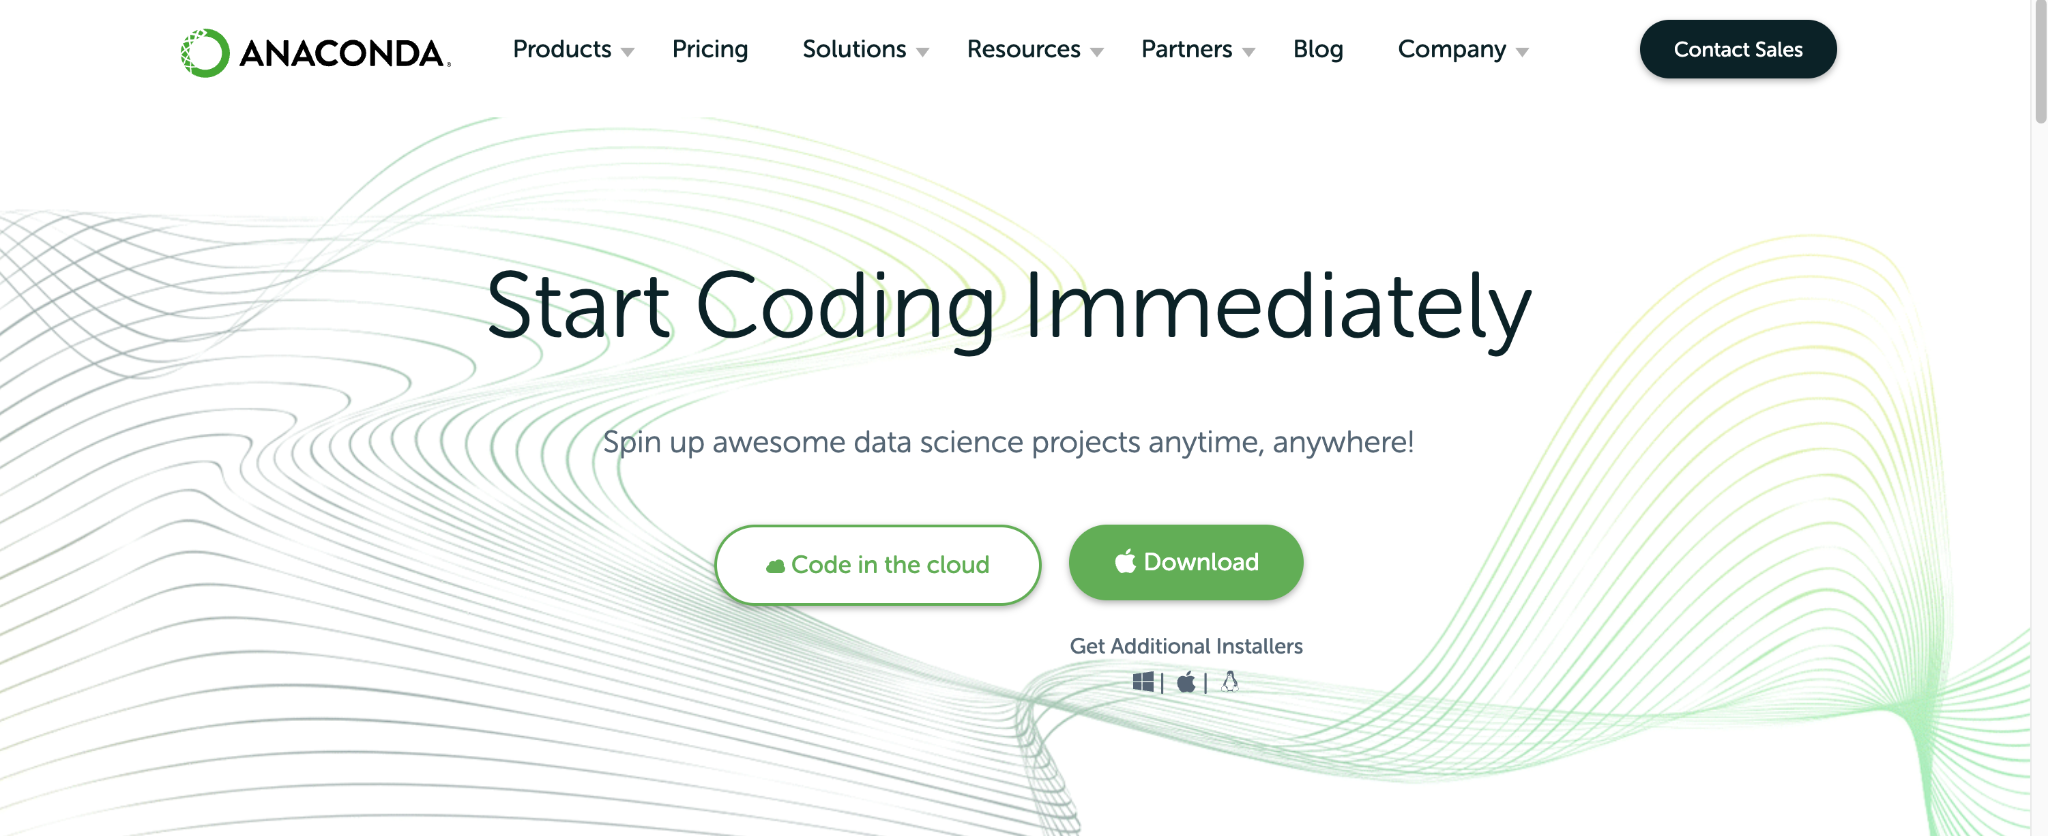 ANACONDA Products Pricing Solutions Resources Partners Blog Company Contact Sales
Start Coding Immediately
Spin up awesome data science projects anytime, anywhere!
Code in the cloud Download
Get Additional Installers
| |